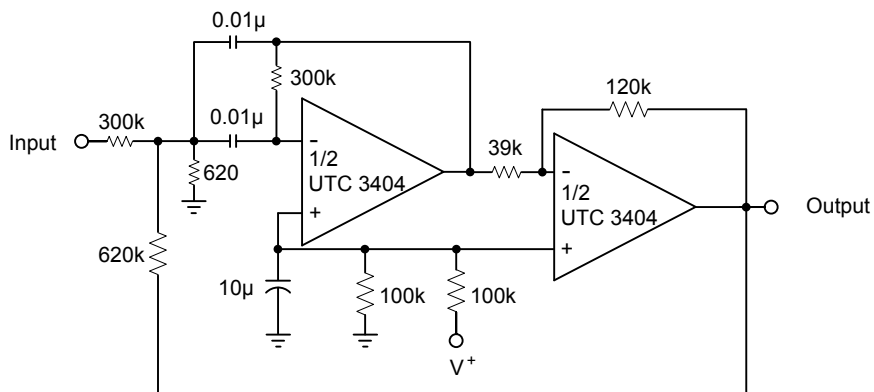 0.01μ
300k
120k
0.01μ
300k
Input
-
39k
-
1/2
UTC 3404
620
1/2
UTC 3404
Output
+
+
620k
10μ
100k
100k
V+